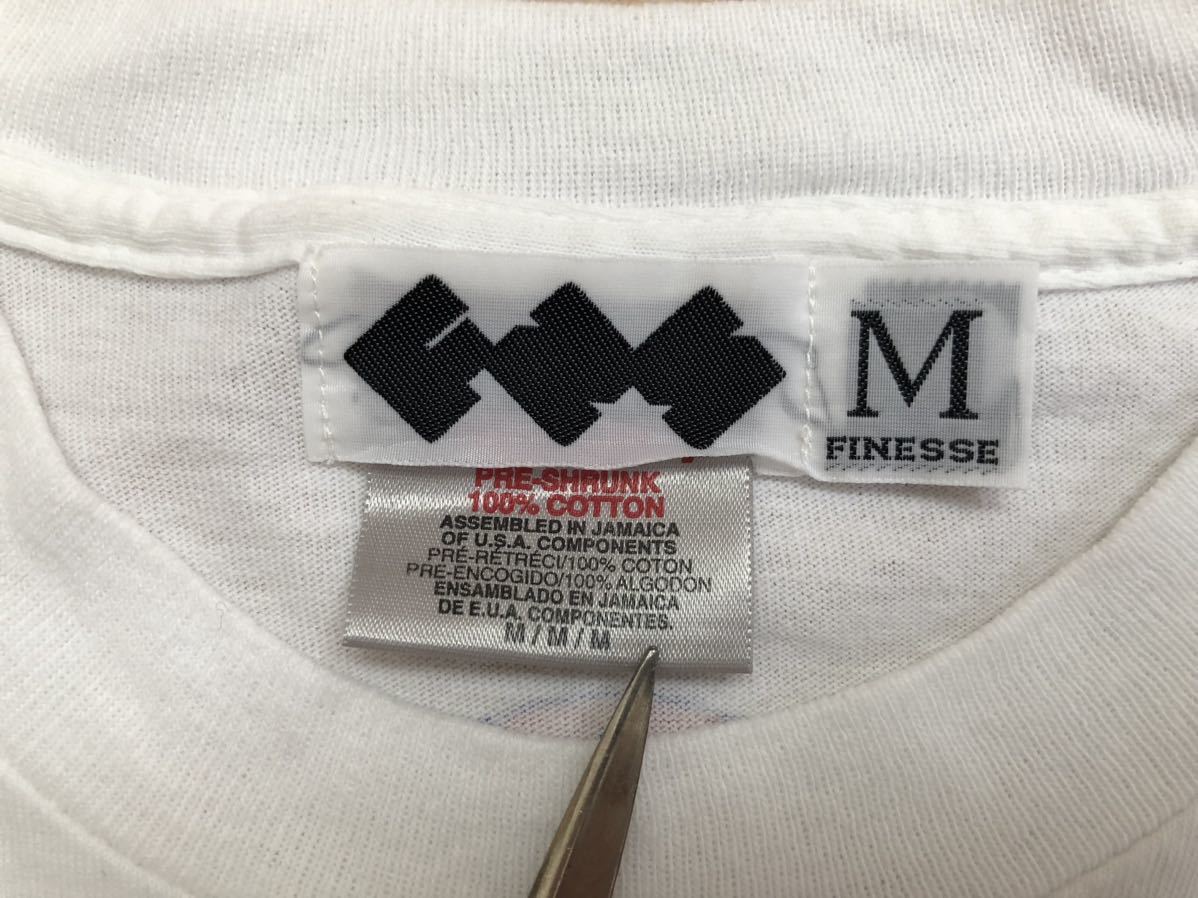 M
FINESSE
PRE-SHRUNK
100% COTTON
ASSEMBLED IN JAMAICA
OF U.S.A. COMPONENTS
PRÉ-RÉTRÉCI/100% COTON
PRE-ENCOGIDO/100% ALGODON
ENSAMBLADO EN JAMAICA
DE E.U.A. COMPONENTES.
M / M / M